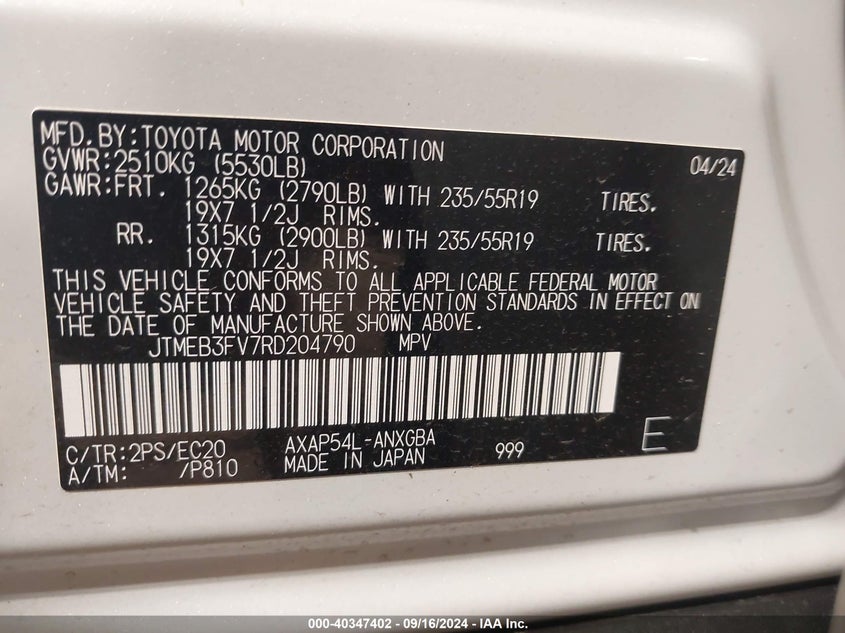 MFD.BY:TOYOTA MOTOR CORPORATION 04/24
GVWR:2510KG (5530LB)
GAWR:FRT. 1265KG (2790LB) WITH 235/55R19 TIRES.
19X7 1/2J RIMS.
RR. 1315KG (2900LB) WITH 235/55R19 TIRES.
19X7 1/2J RIMS.
THIS VEHICLE CONFORMS TO ALL APPLICABLE FEDERAL MOTOR
VEHICLE SAFETY AND THEFT PREVENTION STANDARDS IN EFFECT ON
THE DATE OF MANUFACTURE SHOWN ABOVE.
JTMEB3FV7RD204790 MPV
C/TR:2PS/EC20 AXAP54L-ANXGBA 999 E
A/TM: /P810 MADE IN JAPAN
000-40347402 - 09/16/2024 - IAA Inc.